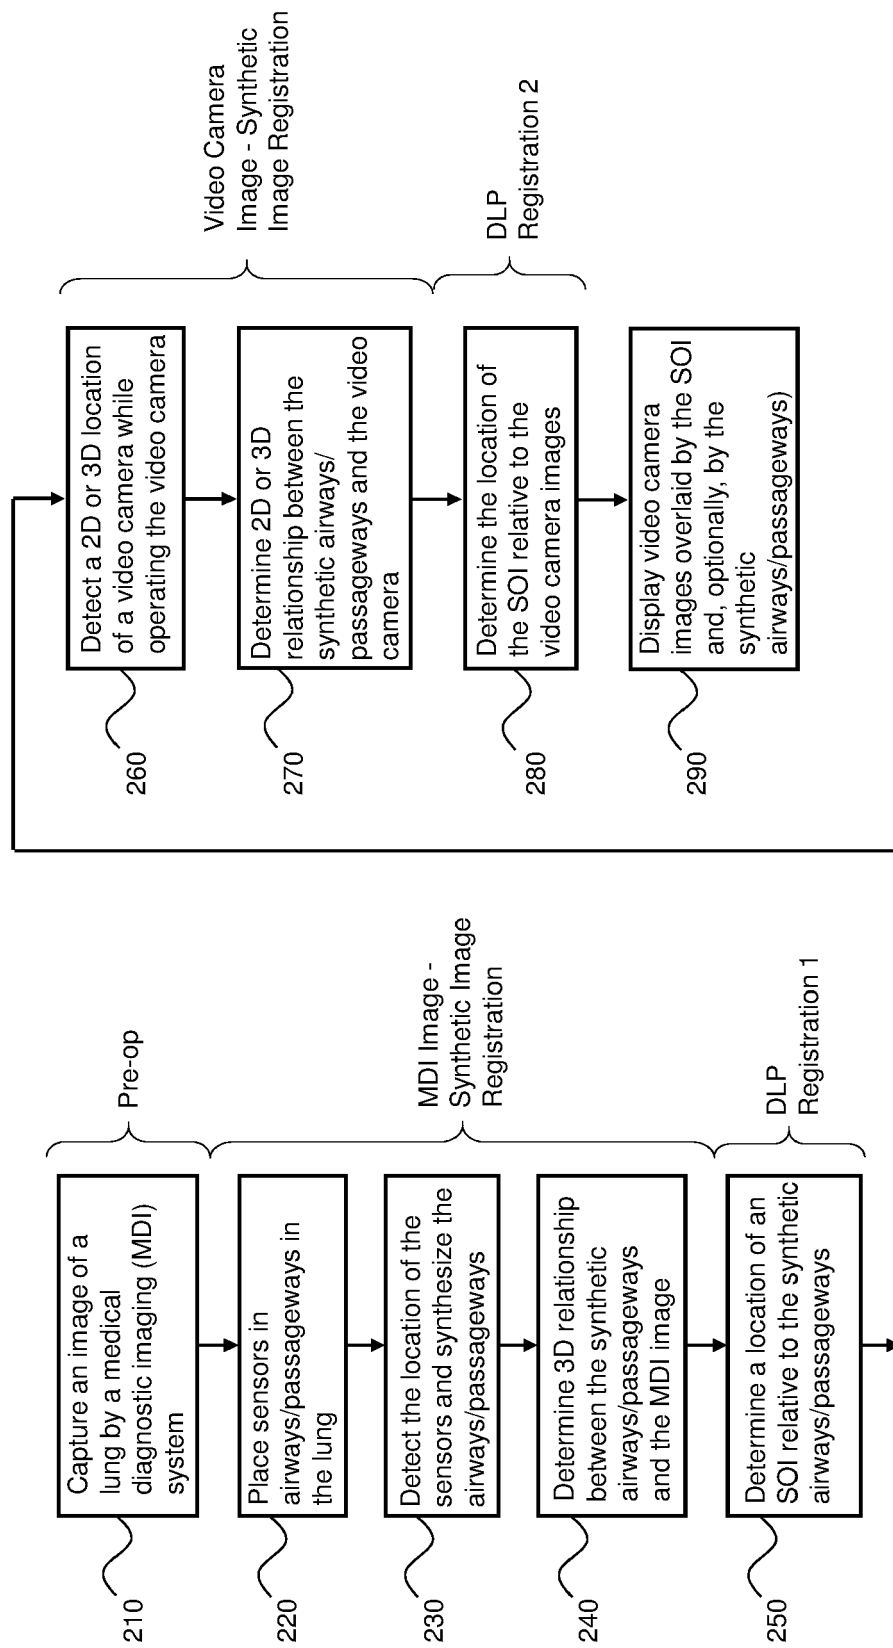 210
Capture an image of a
lung by a medical
diagnostic imaging (MDI)
system
Pre-op
220
Place sensors in
airways/passageways in
the lung
230
Detect the location of the
sensors and synthesize the
airways/passageways
240
Determine 3D relationship
between the synthetic
airways/passageways
and the MDI image
MDI Image -
Synthetic Image
Registration
250
Determine a location of an
SOI relative to the synthetic
airways/passageways
DLP
Registration 1
260
Detect a 2D or 3D location
of a video camera while
operating the video camera
270
Determine 2D or 3D
relationship between the
synthetic airways/
passageways and the video
camera
Video Camera
Image - Synthetic
Image Registration
280
Determine the location of
the SOI relative to the
video camera images
DLP
Registration 2
290
Display video camera
images overlaid by the SOI
and, optionally, by the
synthetic
airways/passageways)